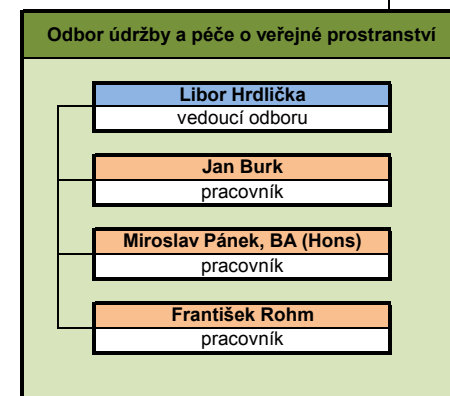 Odbor údržby a péče o veřejné prostranství
Libor Hrdlička
vedoucí odboru
Jan Burk
pracovník
Miroslav Pánek, BA (Hons)
pracovník
František Rohm
pracovník